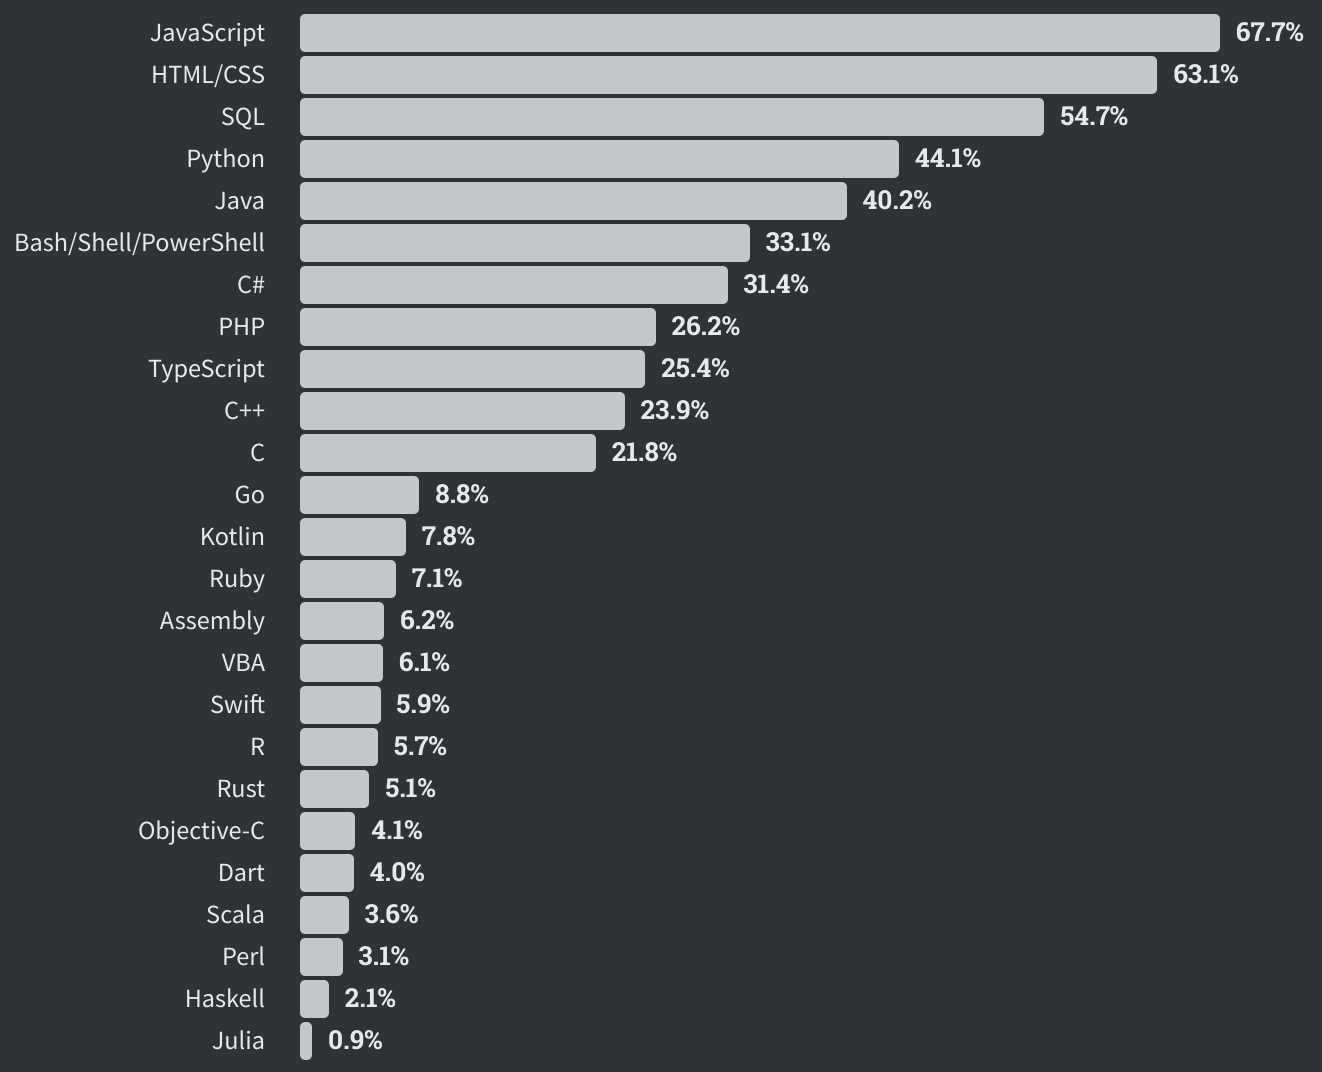 JavaScript 67.7%
HTML/CSS 63.1%
SQL 54.7%
Python 44.1%
Java 40.2%
Bash/Shell/PowerShell 33.1%
C# 31.4%
PHP 26.2%
TypeScript 25.4%
C++ 23.9%
C 21.8%
Go 8.8%
Kotlin 7.8%
Ruby 7.1%
Assembly 6.2%
VBA 6.1%
Swift 5.9%
R 5.7%
Rust 5.1%
Objective-C 4.1%
Dart 4.0%
Scala 3.6%
Perl 3.1%
Haskell 2.1%
Julia 0.9%